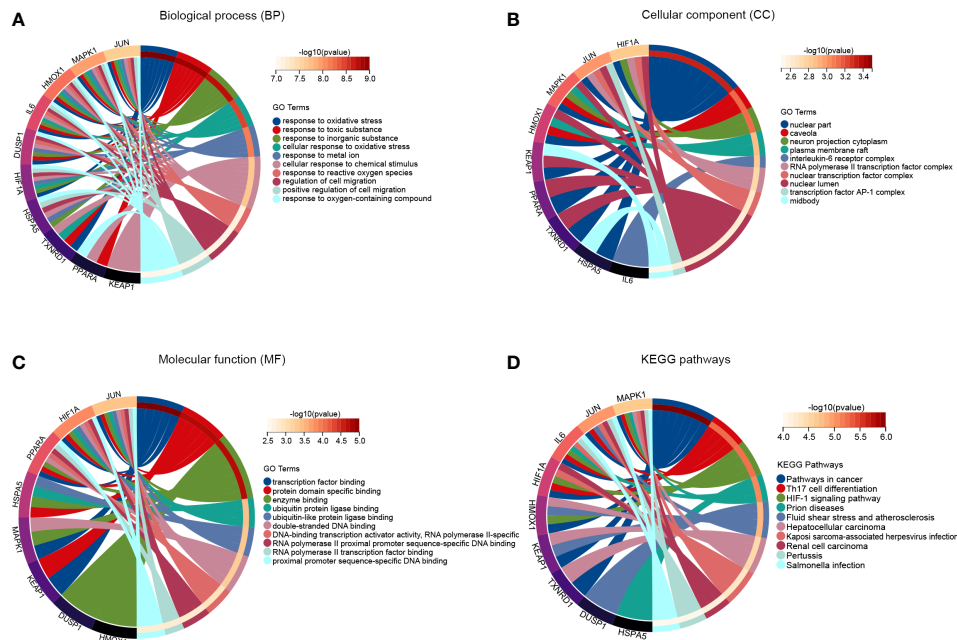 A
Biological process (BP)
JUN
MAPK1
HMOX1
IL6
DUSP1
HIF1A
HSPA5
TXNRD1
PPARA
KEAP1
-log10(pvalue)
7.0 7.5 8.0 8.5 9.0
GO Terms
response to oxidative stress
response to toxic substance
response to inorganic substance
cellular response to oxidative stress
response to metal ion
cellular response to chemical stimulus
response to reactive oxygen species
regulation of cell migration
positive regulation of cell migration
response to oxygen-containing compound
B
Cellular component (CC)
HIF1A
JUN
MAPK1
HMOX1
KEAP1
PPARA
TXNRD1
HSPA5
IL6
-log10(pvalue)
2.6 2.8 3.0 3.2 3.4
GO Terms
nuclear part
caveola
neuron projection cytoplasm
plasma membrane raft
interleukin-6 receptor complex
RNA polymerase II transcription factor complex
nuclear transcription factor complex
nuclear lumen
transcription factor AP-1 complex
midbody
C
Molecular function (MF)
JUN
HIF1A
PPARA
HSPA5
MAPK1
KEAP1
DUSP1
HMOX1
-log10(pvalue)
2.5 3.0 3.5 4.0 4.5 5.0
GO Terms
transcription factor binding
protein domain specific binding
enzyme binding
ubiquitin protein ligase binding
ubiquitin-like protein ligase binding
double-stranded DNA binding
DNA-binding transcription activator activity, RNA polymerase II-specific
RNA polymerase II proximal promoter sequence-specific DNA binding
RNA polymerase II transcription factor binding
proximal promoter sequence-specific DNA binding
D
KEGG pathways
MAPK1
JUN
IL6
HIF1A
HMOX1
KEAP1
TXNRD1
DUSP1
HSPA5
-log10(pvalue)
4.0 4.5 5.0 5.5 6.0
KEGG Pathways
Pathways in cancer
Th17 cell differentiation
HIF-1 signaling pathway
Prion diseases
Fluid shear stress and atherosclerosis
Hepatocellular carcinoma
Kaposi sarcoma-associated herpesvirus infection
Renal cell carcinoma
Pertussis
Salmonella infection